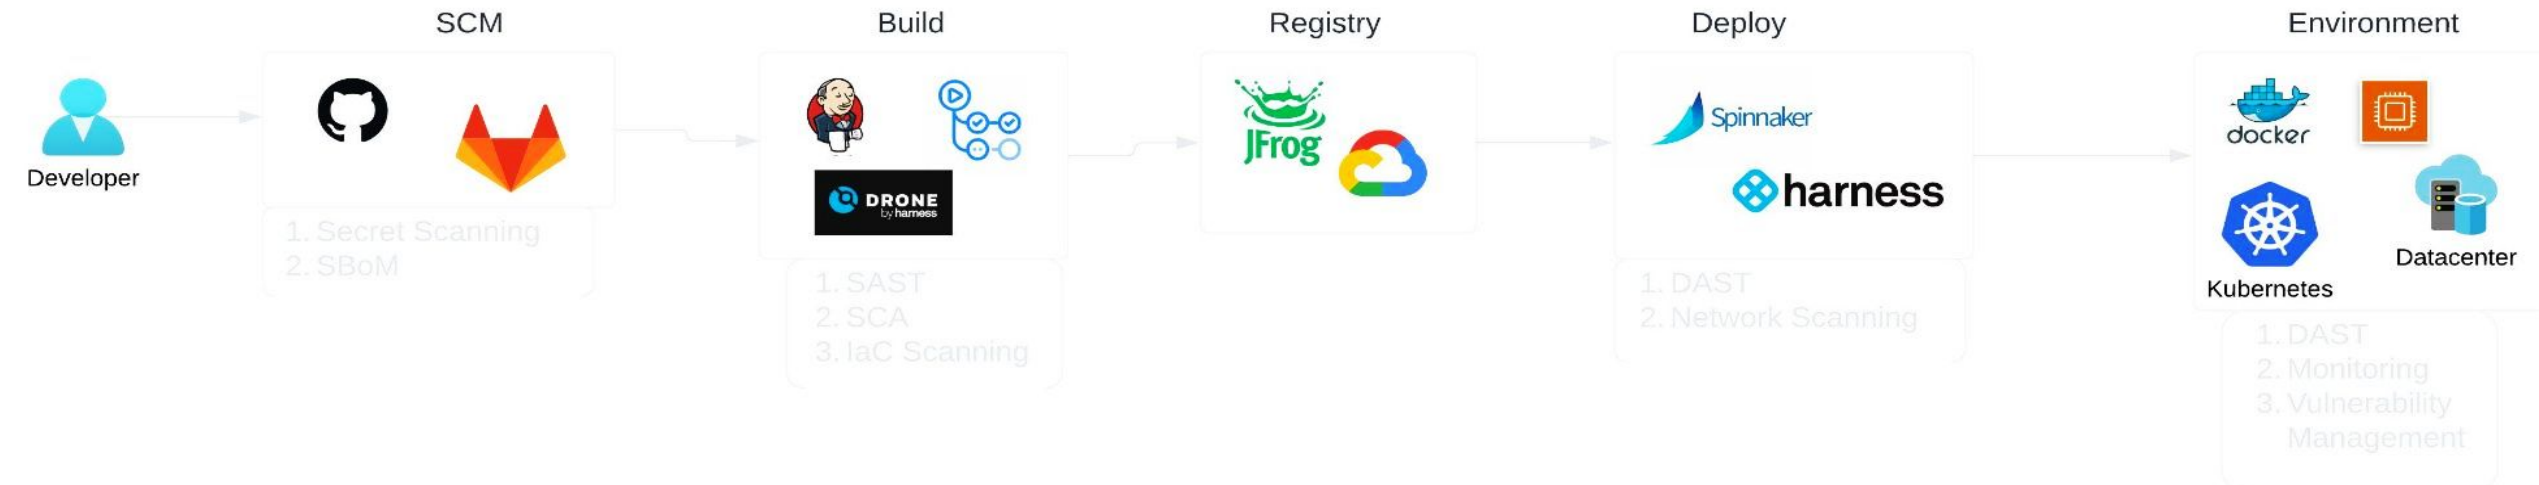 SCM
Build
Registry
Deploy
Environment
Developer
1. Secret Scanning
2. SBoM
DRONE
by harness
1. SAST
2. SCA
3. IaC Scanning
JFrog
Spinnaker
harness
1. DAST
2. Network Scanning
docker
Kubernetes
Datacenter
1. DAST
2. Monitoring
3. Vulnerability
Management